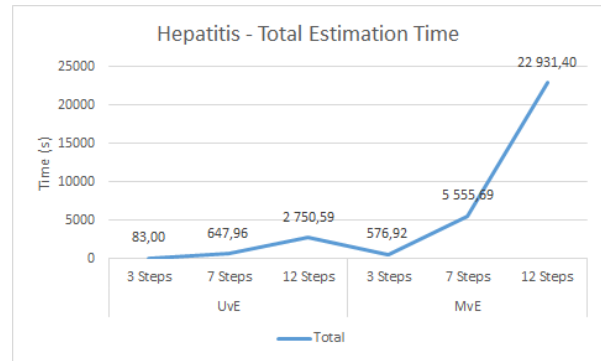 Hepatitis - Total Estimation Time
Time (s)
25000
20000
15000
10000
5000
0
83,00
647,96
2 750,59
576,92
5 555,69
22 931,40
3 Steps 7 Steps 12 Steps 3 Steps 7 Steps 12 Steps
UvE MvE
Total